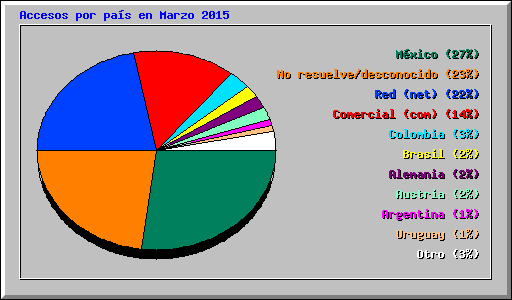 Accesos por país en Marzo 2015
México (27%)
No resuelve/desconocido (23%)
Red (net) (22%)
Comercial (com) (14%)
Colombia (3%)
Brasil (2%)
Alemania (2%)
Austria (2%)
Argentina (1%)
Uruguay (1%)
Otro (3%)